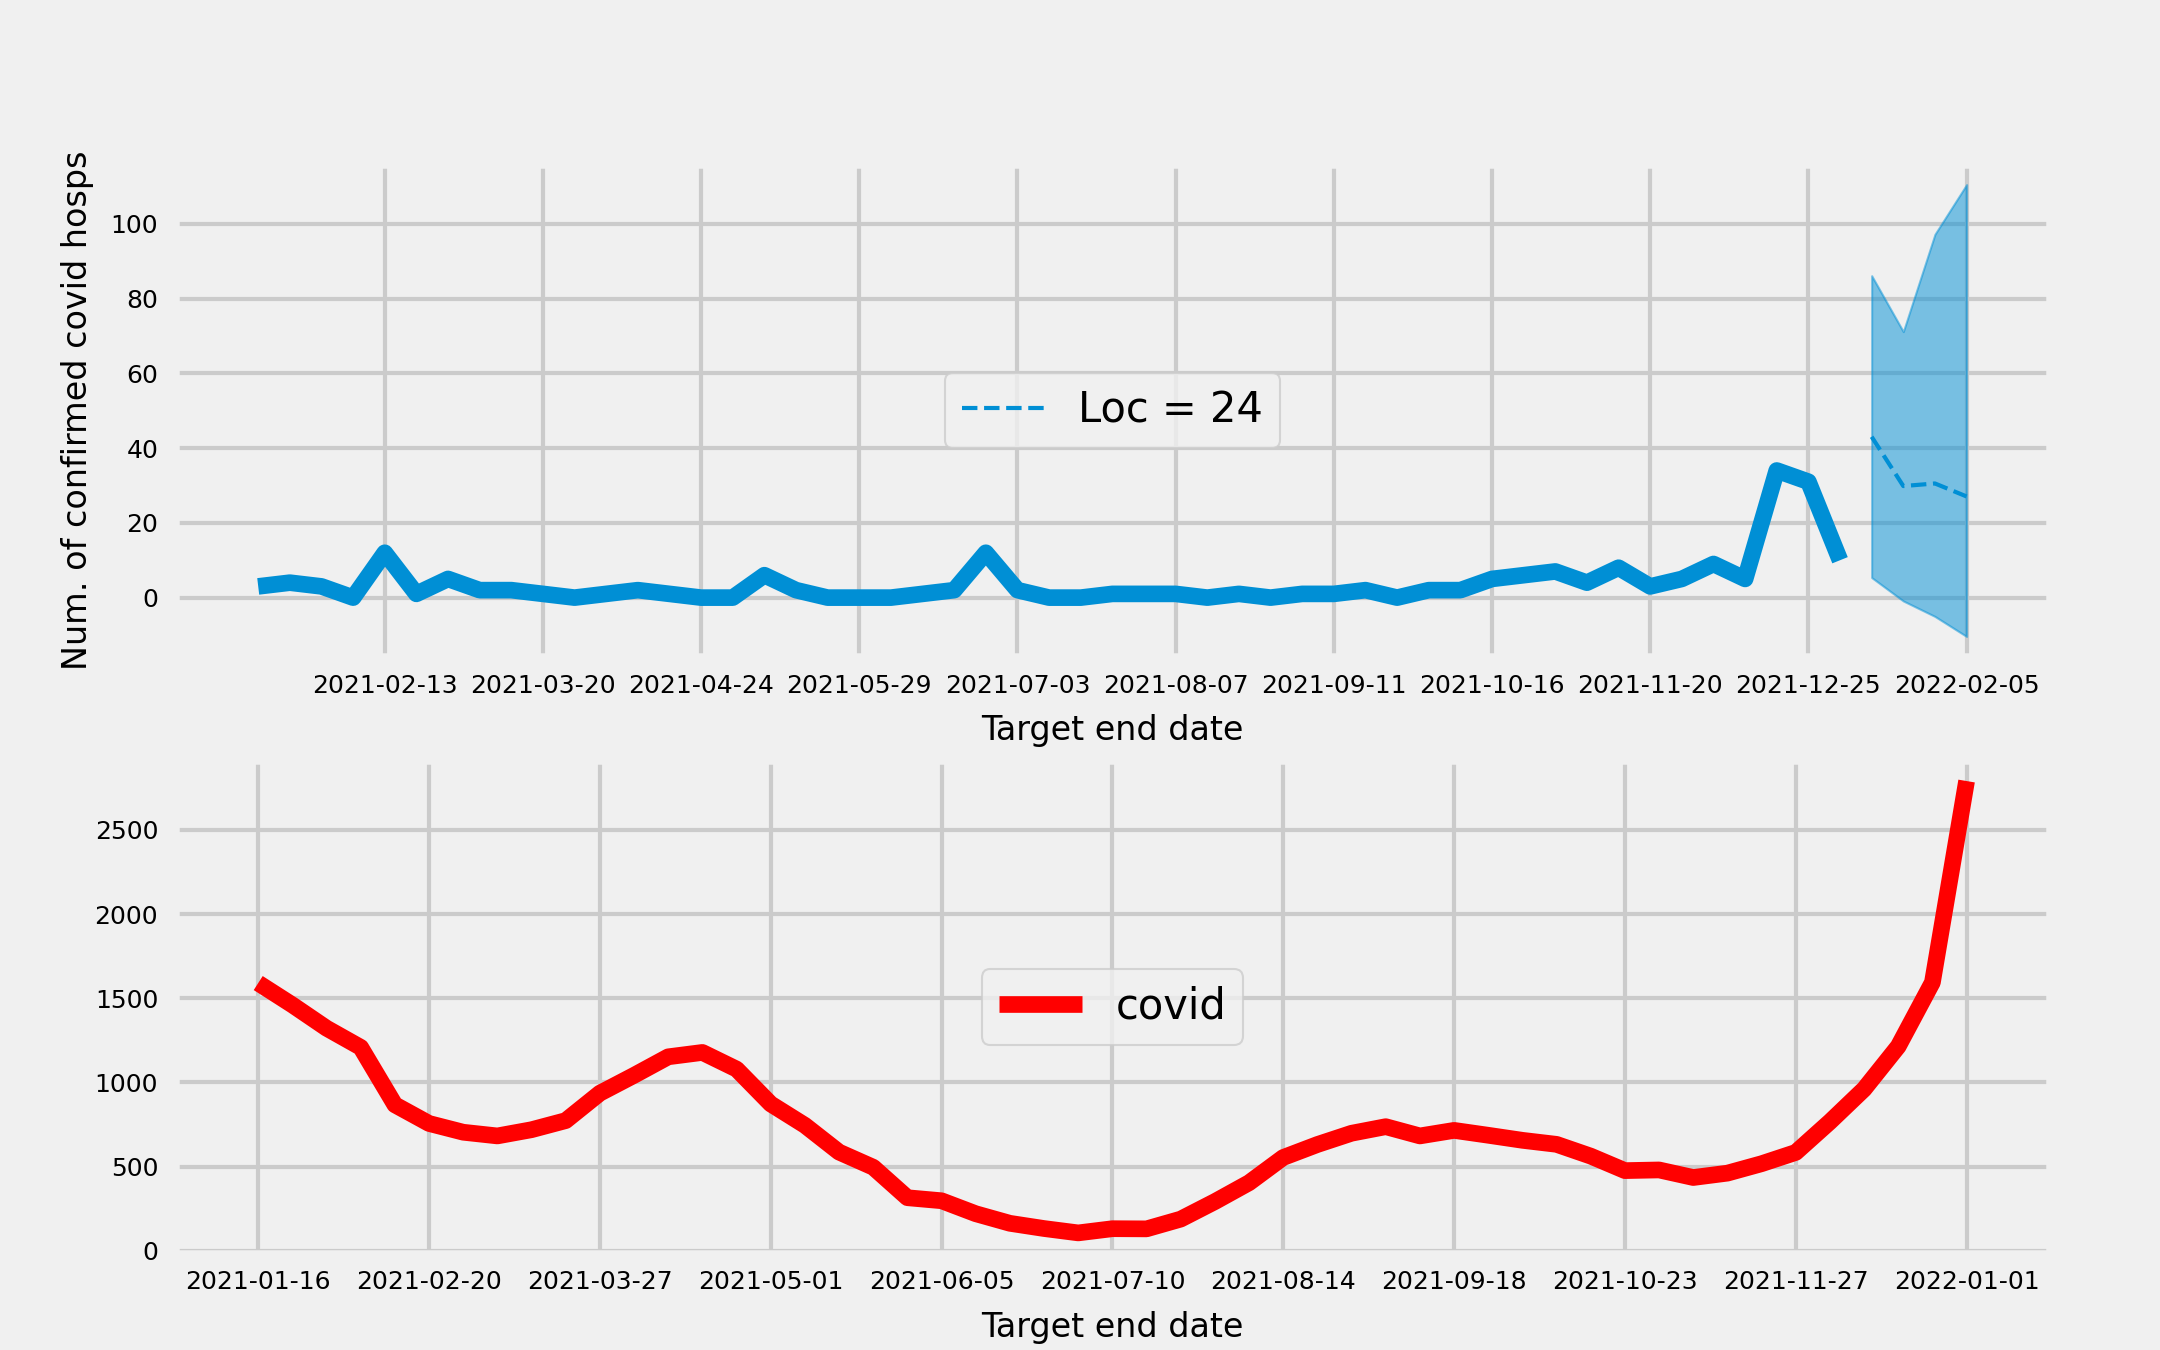 Num. of confirmed covid hosps
100
80
60
40
20
0
Loc = 24
2021-02-13 2021-03-20 2021-04-24 2021-05-29 2021-07-03 2021-08-07 2021-09-11 2021-10-16 2021-11-20 2021-12-25 2022-02-05
Target end date
2500
2000
1500
1000
500
0
covid
2021-01-16 2021-02-20 2021-03-27 2021-05-01 2021-06-05 2021-07-10 2021-08-14 2021-09-18 2021-10-23 2021-11-27 2022-01-01
Target end date